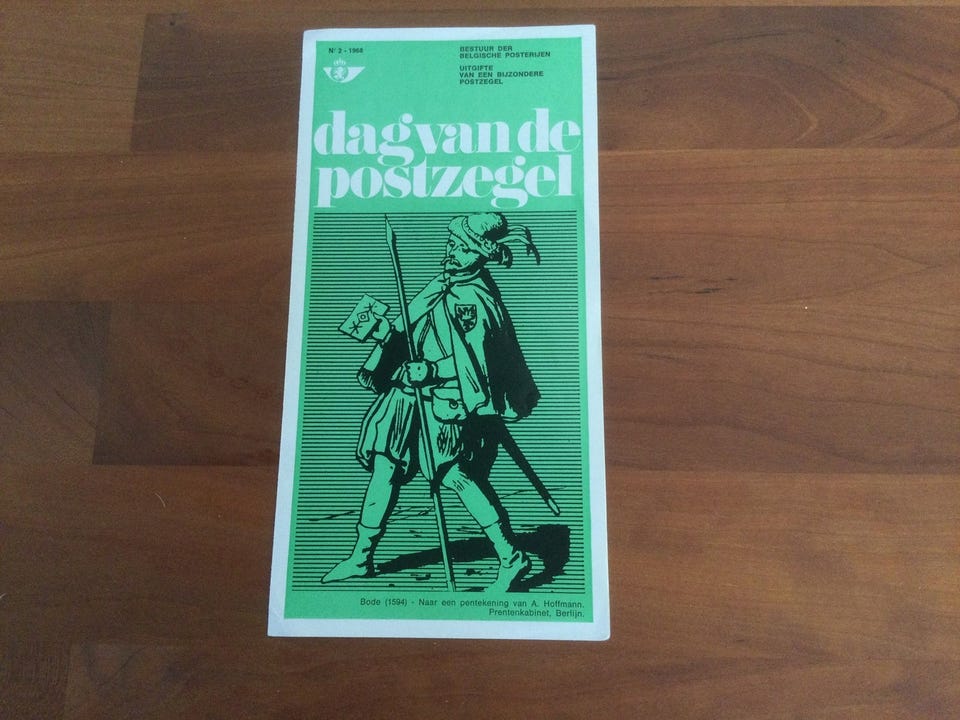 Nr 2 - 1968
BESTUUR DER
BELGISCHE POSTERIJEN
UITGIFTE
VAN EEN BIJZONDERE
POSTZEGEL
dag van de
postzegel
Bode (1594) - Naar een pentekening van A. Hoffmann.
Prentenkabinet, Berlijn.